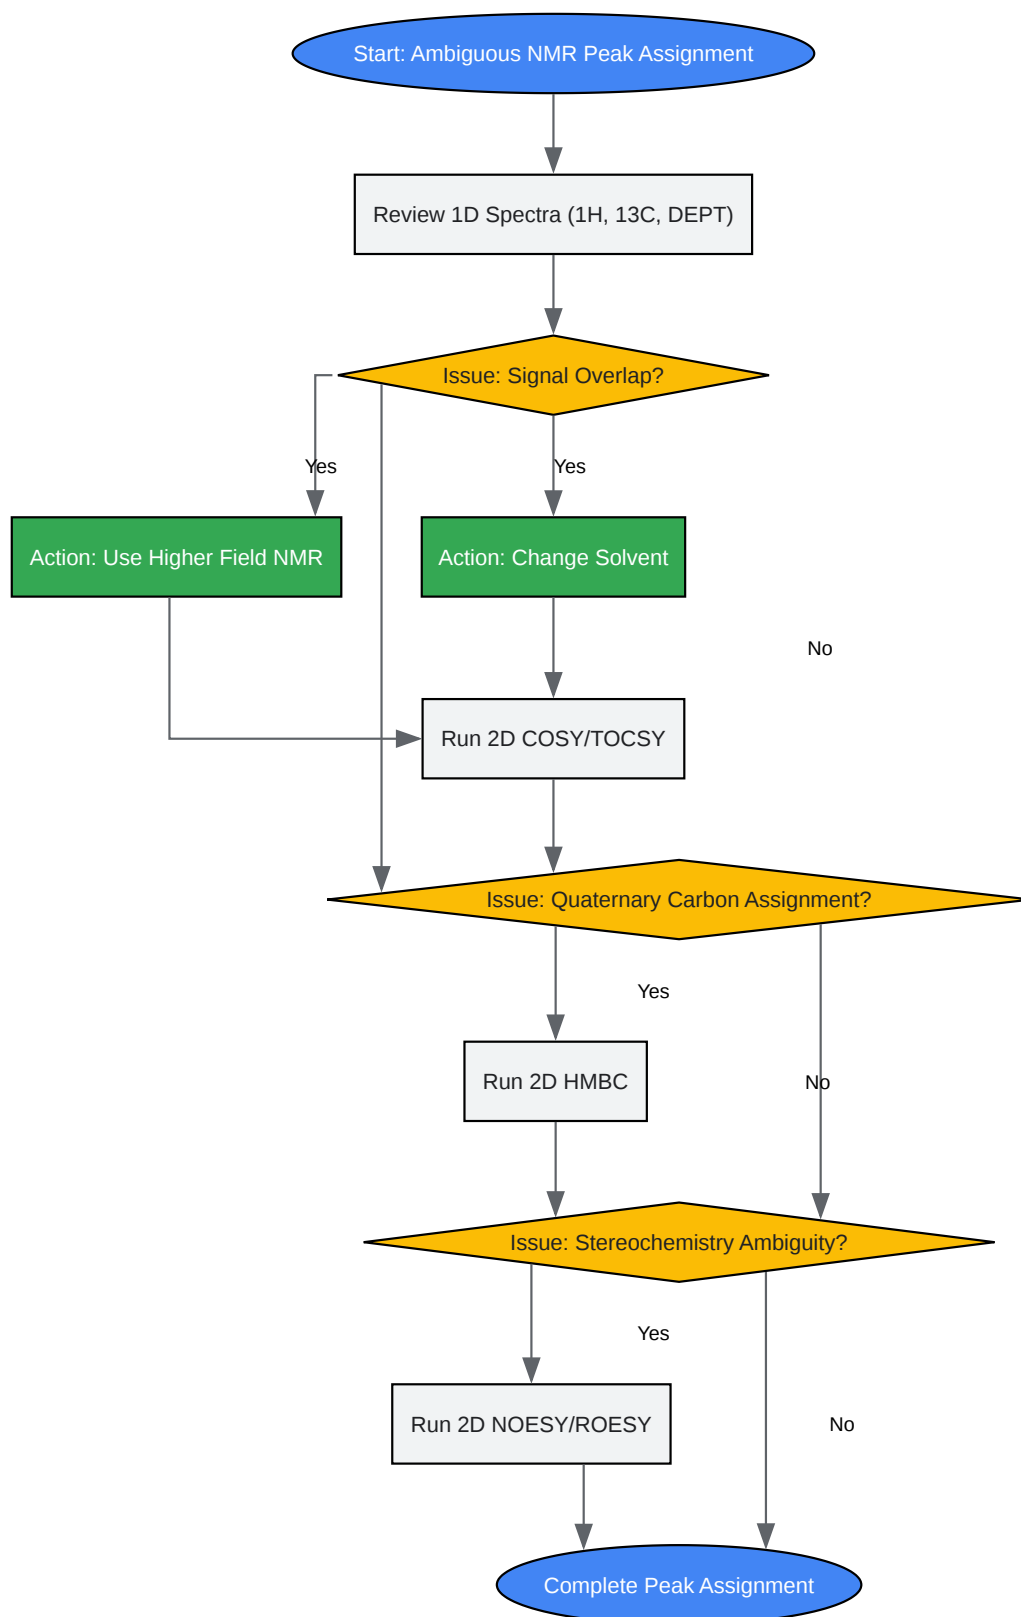 Start: Ambiguous NMR Peak Assignment
Review 1D Spectra (1H, 13C, DEPT)
Issue: Signal Overlap?
Yes
Yes
Action: Use Higher Field NMR
Action: Change Solvent
No
Run 2D COSY/TOCSY
Issue: Quaternary Carbon Assignment?
Yes
Run 2D HMBC
No
Issue: Stereochemistry Ambiguity?
Yes
Run 2D NOESY/ROESY
No
Complete Peak Assignment